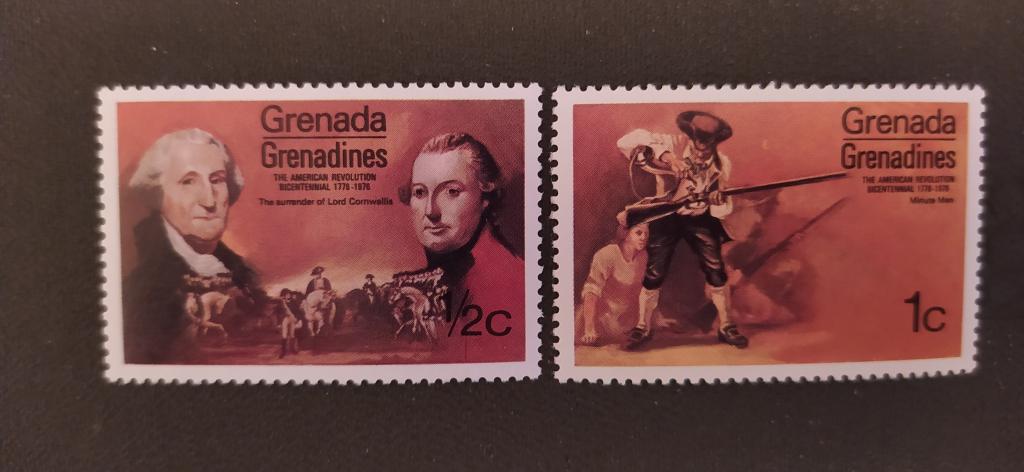 Grenada
Grenadines
THE AMERICAN REVOLUTION
BICENTENNIAL 1776-1976
The surrender of Lord Cornwallis
1/2c
Grenada
Grenadines
THE AMERICAN REVOLUTION
BICENTENNIAL 1776-1976
Minute Men
1c